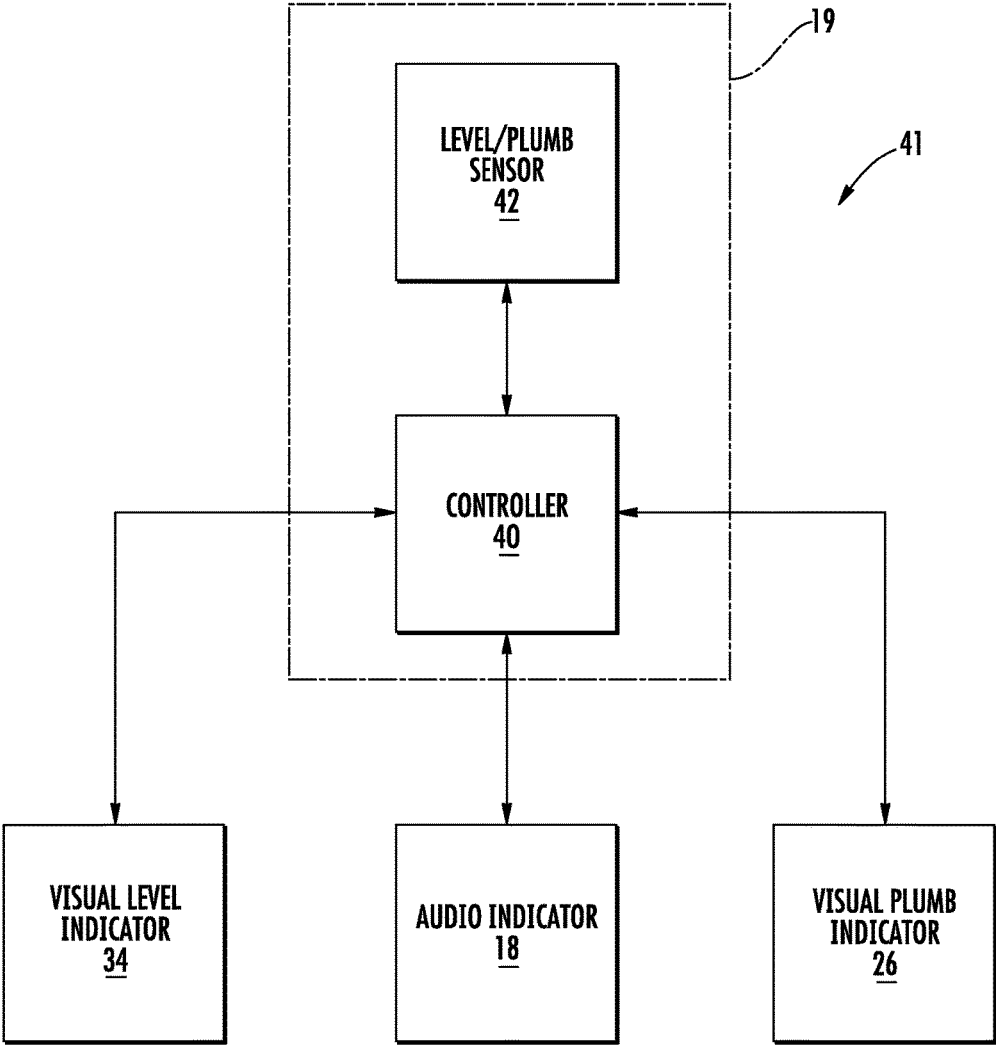 19
41
LEVEL/PLUMB
SENSOR
42
CONTROLLER
40
VISUAL LEVEL
INDICATOR
34
AUDIO INDICATOR
18
VISUAL PLUMB
INDICATOR
26